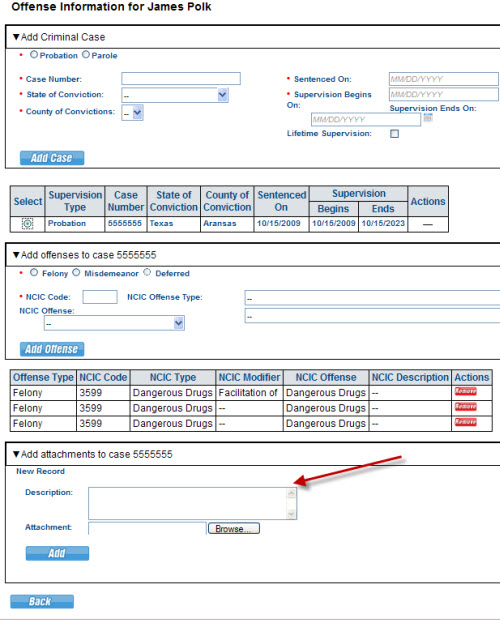 Offense Information for James Polk
▼Add Criminal Case
* Probation Parole
* Case Number:
* Sentenced On: MM/DD/YYYY
* State of Conviction: --
* Supervision Begins On: MM/DD/YYYY
* County of Convictions: --
Supervision Ends On:
MM/DD/YYYY
Lifetime Supervision:
Add Case
Select Supervision Type Case Number State of Conviction County of Conviction Sentenced On Supervision Begins Ends Actions
Probation 5555555 Texas Aransas 10/15/2009 10/15/2009 10/15/2023 —
▼Add offenses to case 5555555
* Felony Misdemeanor Deferred
* NCIC Code: NCIC Offense Type: --
NCIC Offense: --
--
Add Offense
Offense Type NCIC Code NCIC Type NCIC Modifier NCIC Offense NCIC Description Actions
Felony 3599 Dangerous Drugs Facilitation of Dangerous Drugs -- Remove
Felony 3599 Dangerous Drugs -- Dangerous Drugs -- Remove
Felony 3599 Dangerous Drugs -- Dangerous Drugs -- Remove
▼Add attachments to case 5555555
New Record
Description:
Attachment: Browse...
Add
Back